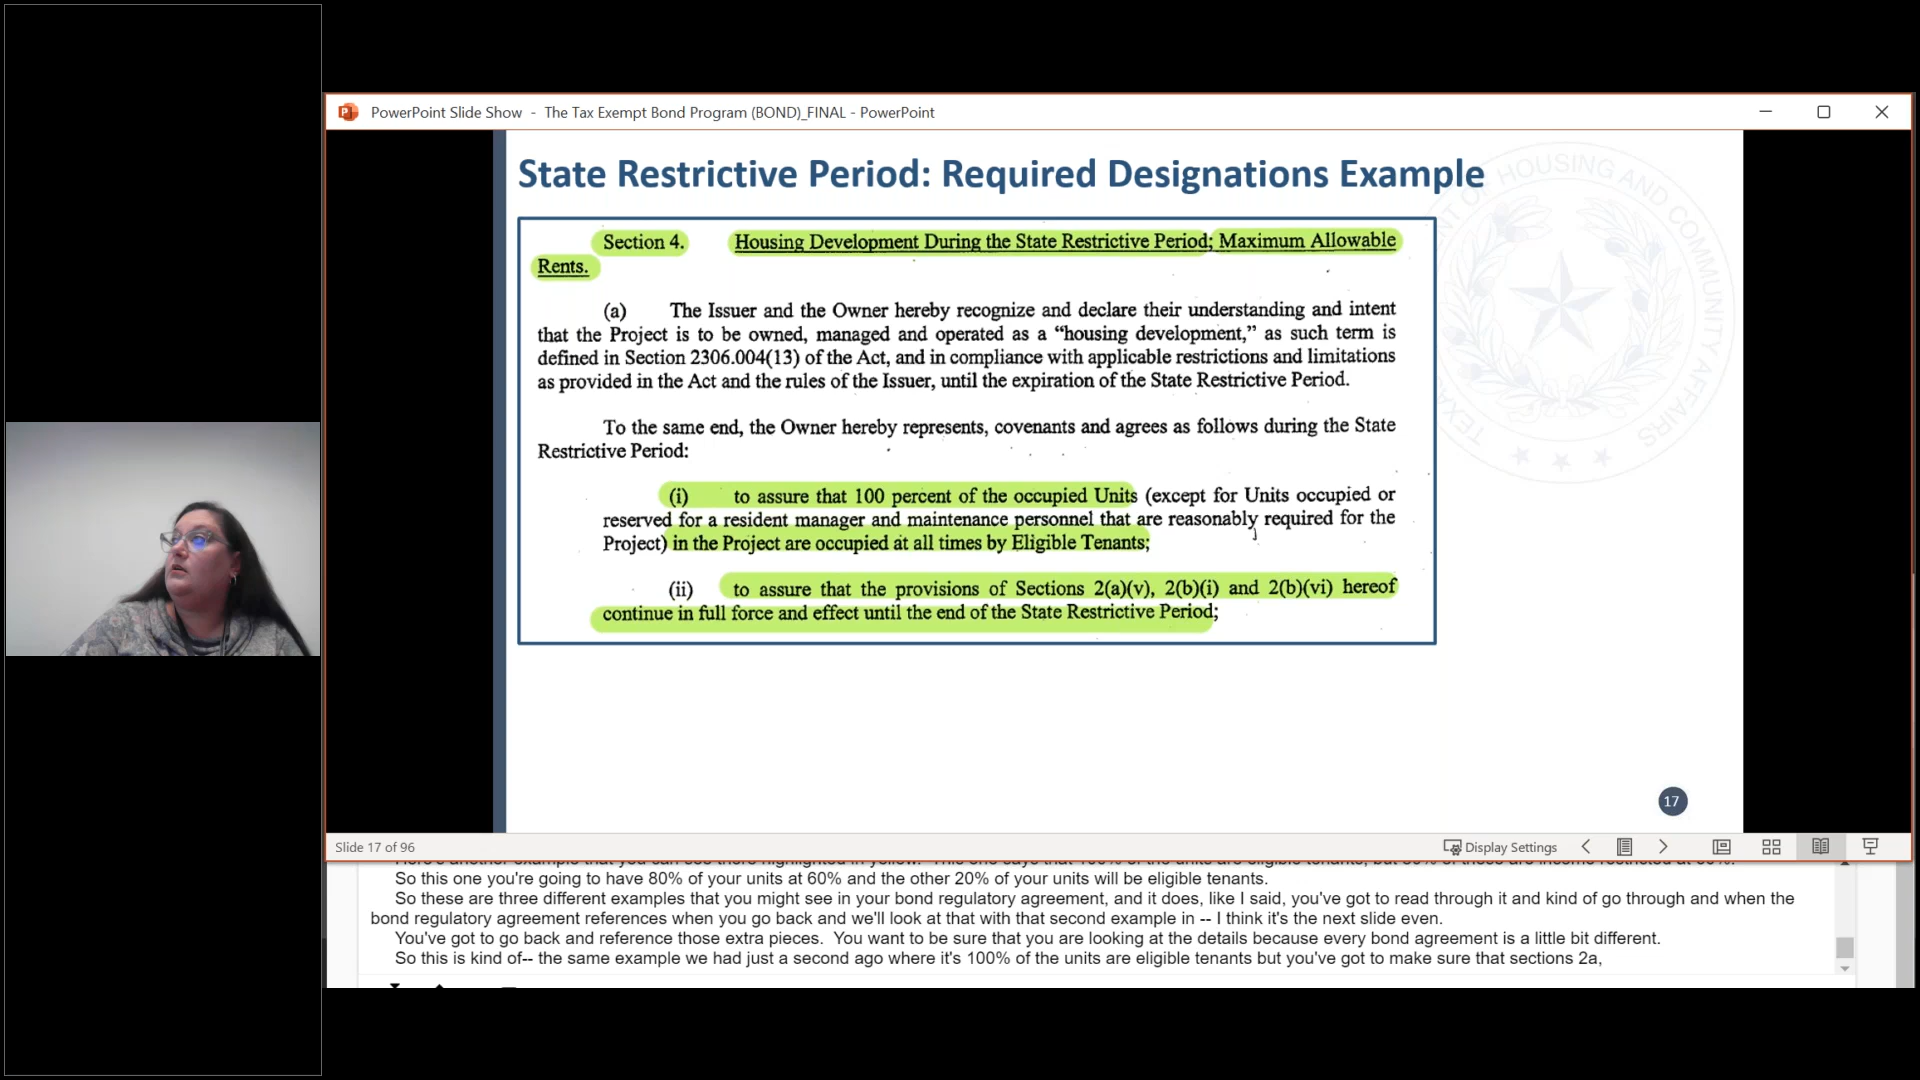 PowerPoint Slide Show - The Tax Exempt Bond Program (BOND)_FINAL - PowerPoint
State Restrictive Period: Required Designations Example
Section 4. Housing Development During the State Restrictive Period; Maximum Allowable
Rents.
(a) The Issuer and the Owner hereby recognize and declare their understanding and intent
that the Project is to be owned, managed and operated as a “housing development,” as such term is
defined in Section 2306.004(13) of the Act, and in compliance with applicable restrictions and limitations
as provided in the Act and the rules of the Issuer, until the expiration of the State Restrictive Period.
To the same end, the Owner hereby represents, covenants and agrees as follows during the State
Restrictive Period:
(i) to assure that 100 percent of the occupied Units (except for Units occupied or
reserved for a resident manager and maintenance personnel that are reasonably required for the
Project) in the Project are occupied at all times by Eligible Tenants;
(ii) to assure that the provisions of Sections 2(a)(v), 2(b)(i) and 2(b)(vi) hereof
continue in full force and effect until the end of the State Restrictive Period;
OF HOUSING AND COMMUNITY AFFAIRS
TEXAS
17
Slide 17 of 96
Display Settings
So this one you're going to have 80% of your units at 60% and the other 20% of your units will be eligible tenants.
So these are three different examples that you might see in your bond regulatory agreement, and it does, like I said, you've got to read through it and kind of go through and when the
bond regulatory agreement references when you go back and we'll look at that with that second example in -- I think it's the next slide even.
You've got to go back and reference those extra pieces. You want to be sure that you are looking at the details because every bond agreement is a little bit different.
So this is kind of-- the same example we had just a second ago where it's 100% of the units are eligible tenants but you've got to make sure that sections 2a,